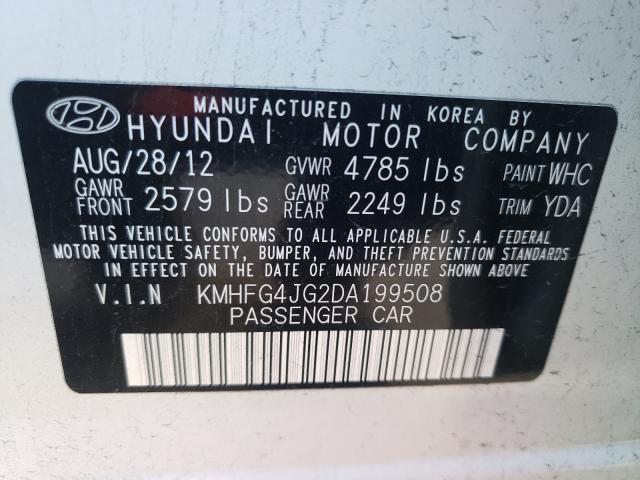 MANUFACTURED IN KOREA BY
HYUNDAI MOTOR COMPANY
AUG/28/12 GVWR 4785 lbs PAINT WHC
GAWR FRONT 2579 lbs GAWR REAR 2249 lbs TRIM YDA
THIS VEHICLE CONFORMS TO ALL APPLICABLE U.S.A. FEDERAL
MOTOR VEHICLE SAFETY, BUMPER, AND THEFT PREVENTION STANDARDS
IN EFFECT ON THE DATE OF MANUFACTURE SHOWN ABOVE
V.I.N KMHFG4JG2DA199508
PASSENGER CAR